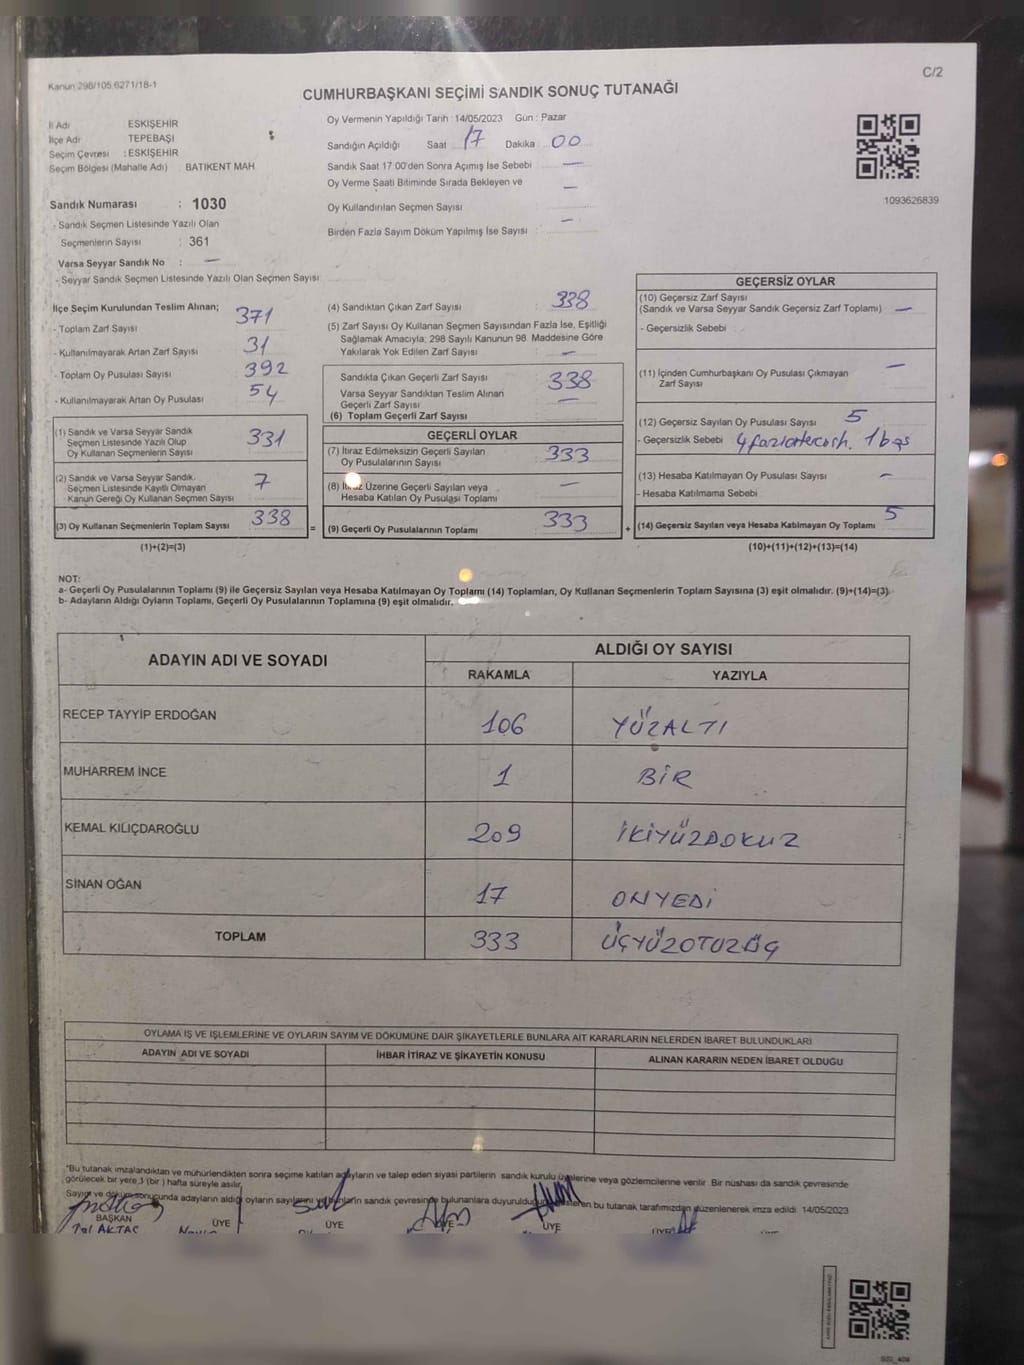 Kanun 298/105 6271/18-1
C/2
CUMHURBAŞKANI SEÇİMİ SANDIK SONUÇ TUTANAĞI
İl Adı ESKİŞEHİR
İlçe Adı TEPEBAŞI
Seçim Çevresi : ESKİŞEHİR
Seçim Bölgesi (Mahalle Adı) BATIKENT MAH
Oy Vermenin Yapıldığı Tarih : 14/05/2023 Gün : Pazar
Sandığın Açıldığı Saat 17 Dakika 00
Sandık Saat 17 00'den Sonra Açımış İse Sebebi —
Oy Verme Saati Bitiminde Sırada Bekleyen ve
Oy Kullandırılan Seçmen Sayısı —
Birden Fazla Sayım Döküm Yapılmış İse Sayısı —
1093626839
Sandık Numarası : 1030
- Sandık Seçmen Listesinde Yazılı Olan
Seçmenlerin Sayısı : 361
Varsa Seyyar Sandık No : —
- Seyyar Sandık Seçmen Listesinde Yazılı Olan Seçmen Sayısı
İlçe Seçim Kurulundan Teslim Alınan;
- Toplam Zarf Sayısı 371
- Kullanılmayarak Artan Zarf Sayısı 31
- Toplam Oy Pusulası Sayısı 392
- Kullanılmayarak Artan Oy Pusulası 54
(1) Sandık ve Varsa Seyyar Sandık
Seçmen Listesinde Yazılı Olup
Oy Kullanan Seçmenlerin Sayısı 331
(2) Sandık ve Varsa Seyyar Sandık.
Seçmen Listesinde Kayıtlı Olmayan
Kanun Gereği Oy Kullanan Seçmen Sayısı 7
(3) Oy Kullanan Seçmenlerin Toplam Sayısı 338
(1)+(2)=(3)
(4) Sandıktan Çıkan Zarf Sayısı : 338
(5) Zarf Sayısı Oy Kullanan Seçmen Sayısından Fazla İse, Eşitliği
Sağlamak Amacıyla, 298 Sayılı Kanunun 98. Maddesine Göre
Yakılarak Yok Edilen Zarf Sayısı —
Sandıkta Çıkan Geçerli Zarf Sayısı 338
Varsa Seyyar Sandıktan Teslim Alınan
Geçerli Zarf Sayısı —
(6) Toplam Geçerli Zarf Sayısı
GEÇERLİ OYLAR
(7) İtiraz Edilmeksizin Geçerli Sayılan
Oy Pusulalarının Sayısı 333
(8) İtiraz Üzerine Geçerli Sayılan veya
Hesaba Katılan Oy Pusulası Toplamı —
= (9) Geçerli Oy Pusulalarının Toplamı 333 +
GEÇERSİZ OYLAR
(10) Geçersiz Zarf Sayısı
(Sandık ve Varsa Seyyar Sandık Geçersiz Zarf Toplamı) —
- Geçersizlik Sebebi
(11) İçinden Cumhurbaşkanı Oy Pusulası Çıkmayan
Zarf Sayısı —
(12) Geçersiz Sayılan Oy Pusulası Sayısı 5
- Geçersizlik Sebebi 4 fazla tercih. 1 boş
(13) Hesaba Katılmayan Oy Pusulası Sayısı —
- Hesaba Katılmama Sebebi
(14) Geçersiz Sayılan veya Hesaba Katılmayan Oy Toplamı 5
(10)+(11)+(12)+(13)=(14)
NOT:
a- Geçerli Oy Pusulalarının Toplamı (9) ile Geçersiz Sayılan veya Hesaba Katılmayan Oy Toplamı (14) Toplamları, Oy Kullanan Seçmenlerin Toplam Sayısına (3) eşit olmalıdır. (9)+(14)=(3)
b- Adayların Aldığı Oyların Toplamı, Geçerli Oy Pusulalarının Toplamına (9) eşit olmalıdır.
ADAYIN ADI VE SOYADI ALDIĞI OY SAYISI
RAKAMLA YAZIYLA
RECEP TAYYİP ERDOĞAN 106 YÜZALTI
MUHARREM İNCE 1 BİR
KEMAL KILIÇDAROĞLU 209 İKİYÜZDOKUZ
SİNAN OĞAN 17 ONYEDİ
TOPLAM 333 ÜÇYÜZOTUZÜÇ
OYLAMA İŞ VE İŞLEMLERİNE VE OYLARIN SAYIM VE DÖKÜMÜNE DAİR ŞİKAYETLERLE BUNLARA AİT KARARLARIN NELERDEN İBARET BULUNDUKLARI
ADAYIN ADI VE SOYADI İHBAR İTİRAZ VE ŞİKAYETİN KONUSU ALINAN KARARIN NEDEN İBARET OLDUĞU
"Bu tutanak imzalandıktan ve mühürlendikten sonra seçime katılan adayların ve talep eden siyasi partilerin sandık kurulu üyelerine veya gözlemcilerine verilir. Bir nüshası da sandık çevresinde
görülecek bir yere 3 (bir) hafta süreyle asılır.
Sayım ve döküm sonucunda adayların aldığı oyların sayılarını ve bunların sandık çevresinde bulunanlara duyurulduğunu gösteren bu tutanak tarafımızdan düzenlenerek imza edildi. 14/05/2023
BAŞKAN ÜYE ÜYE ÜYE ÜYE
AKTAŞ